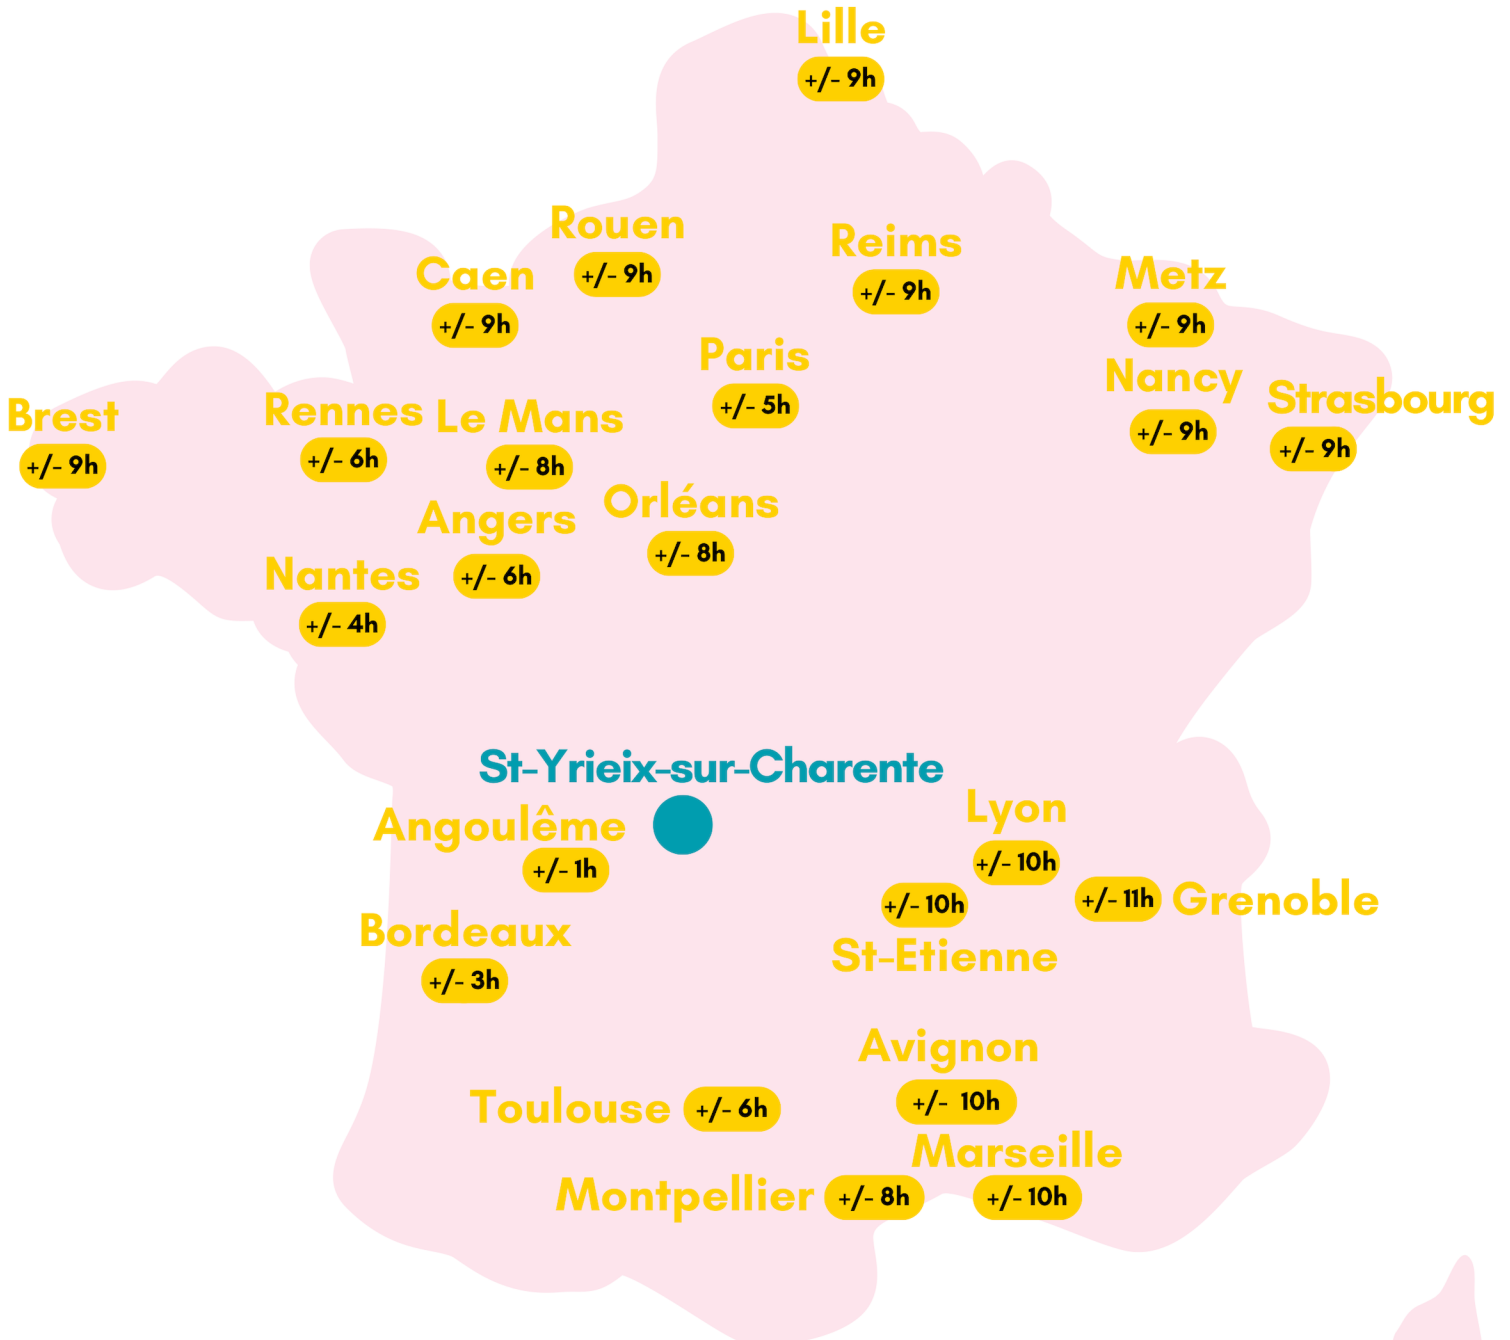 Lille
+/- 9h
Rouen
+/- 9h
Reims
+/- 9h
Caen
+/- 9h
Metz
+/- 9h
Paris
+/- 5h
Nancy
+/- 9h
Strasbourg
+/- 9h
Brest
+/- 9h
Rennes
+/- 6h
Le Mans
+/- 8h
Orléans
+/- 8h
Angers
+/- 6h
Nantes
+/- 4h
St-Yrieix-sur-Charente
Angoulême
+/- 1h
Lyon
+/- 10h
+/- 11h Grenoble
+/- 10h
St-Etienne
Bordeaux
+/- 3h
Avignon
+/- 10h
Toulouse +/- 6h
Marseille
+/- 10h
Montpellier +/- 8h